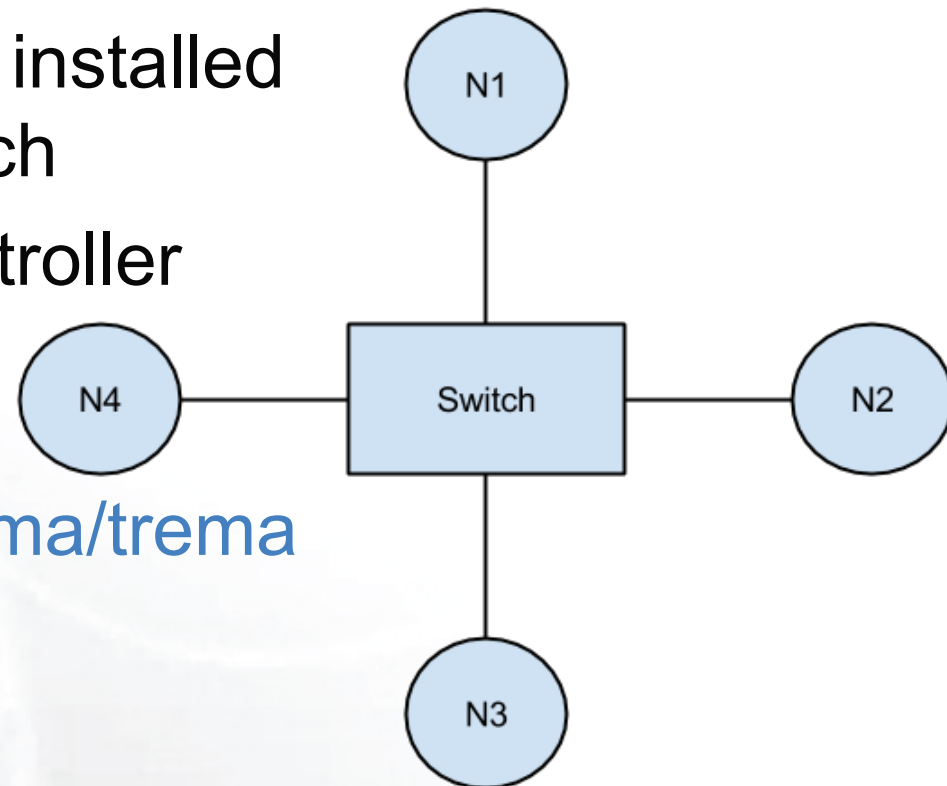 installed
ch
troller
ma/trema
N1
N4
Switch
N2
N3